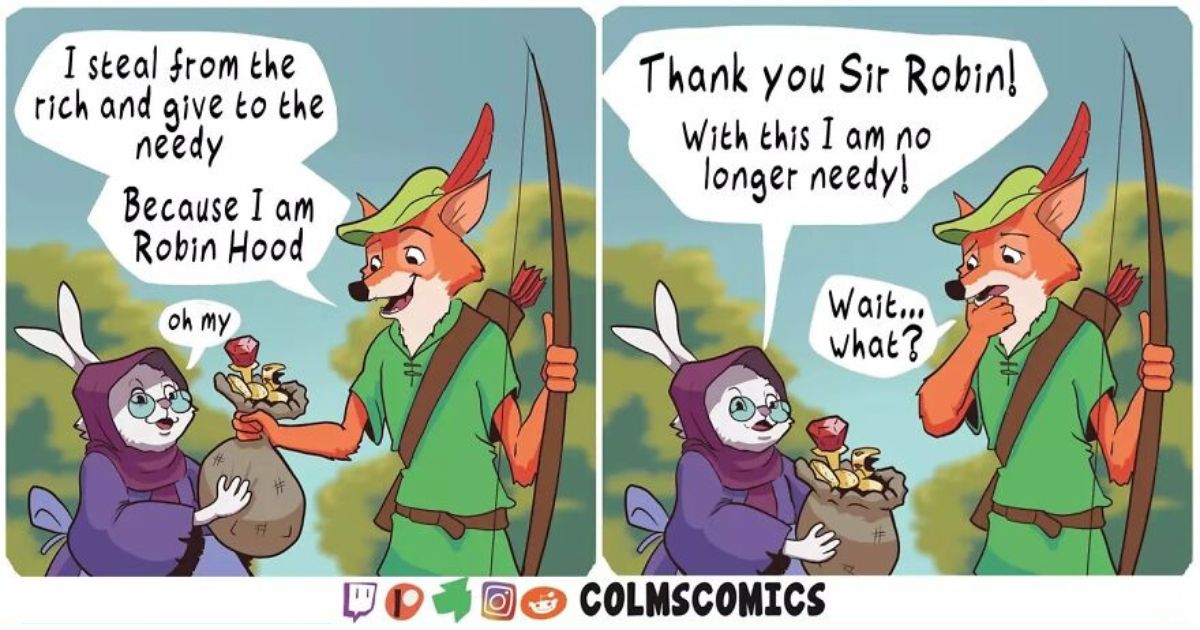 I steal from the
rich and give to the
needy
Because I am
Robin Hood
oh my
Thank you Sir Robin!
With this I am no
longer needy!
Wait...
what?
COLMSCOMICS